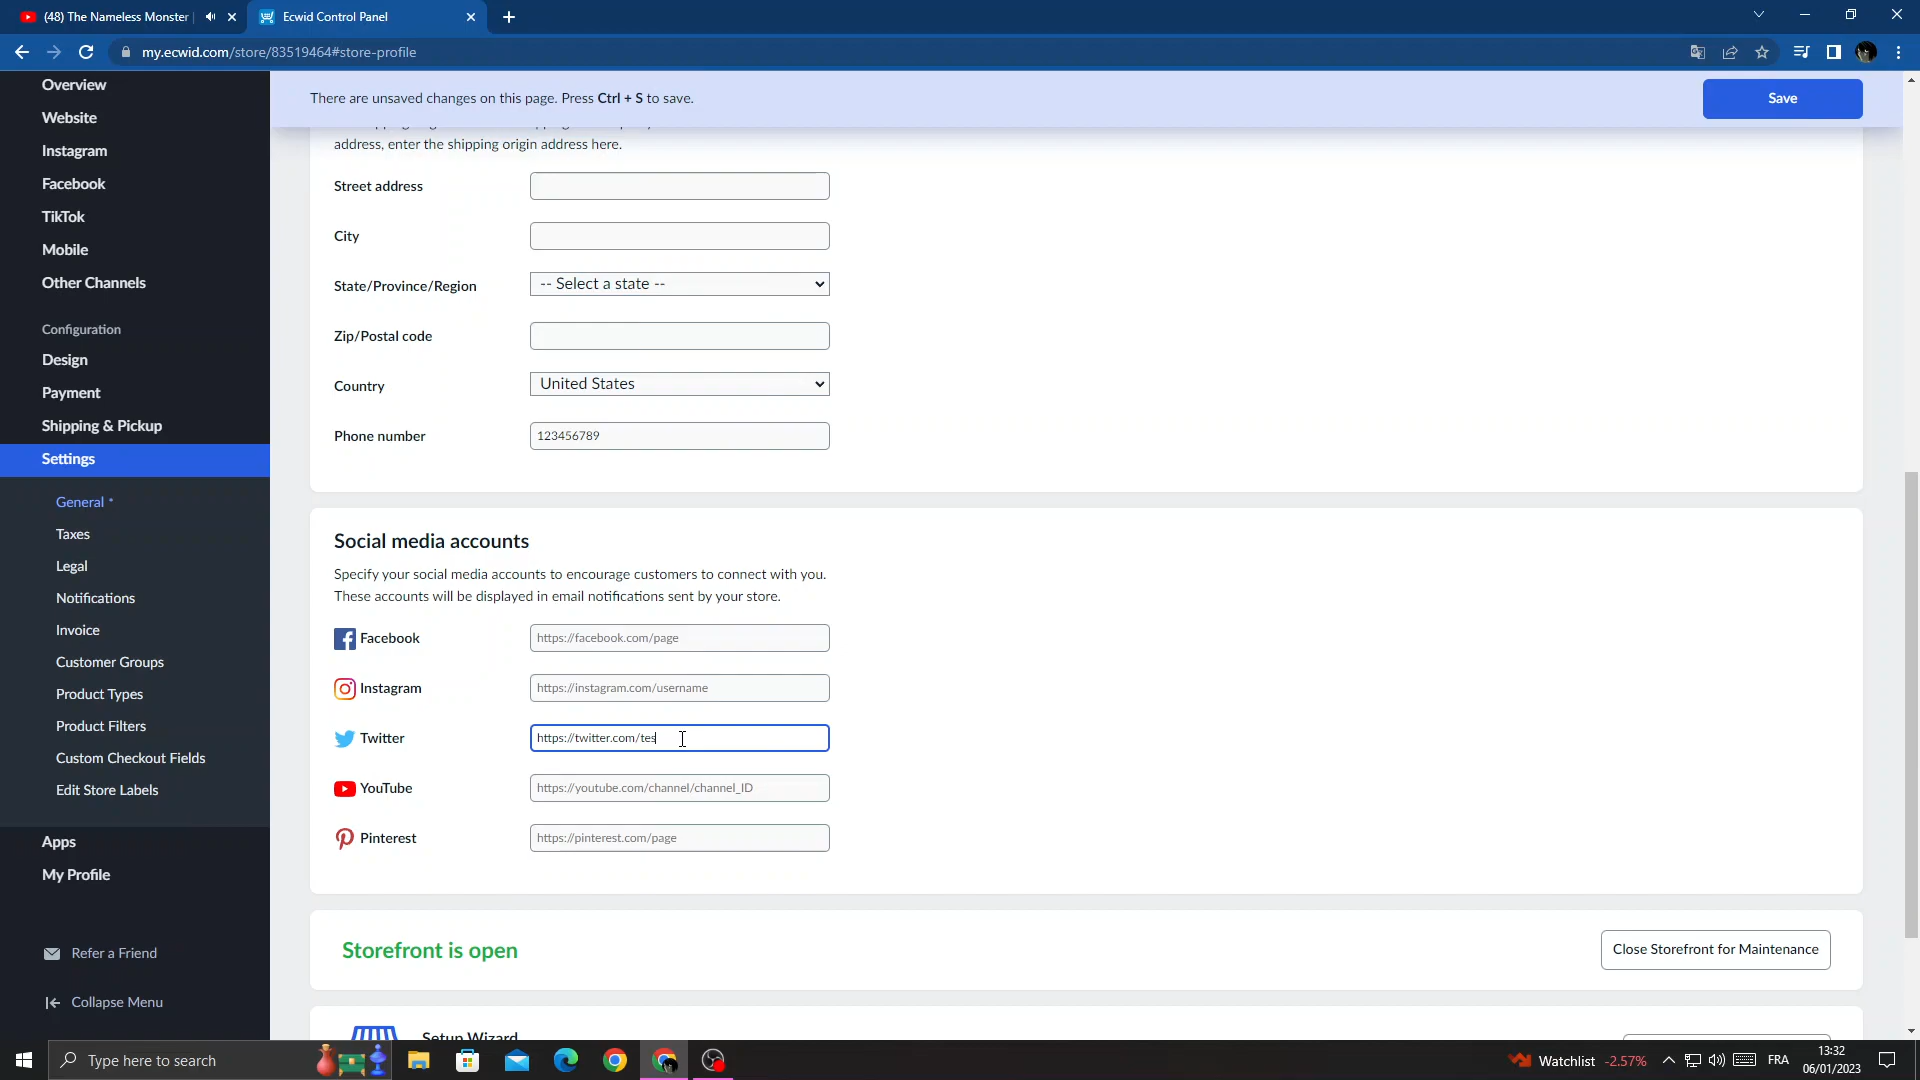 (48) The Nameless Monster
Ecwid Control Panel
my.ecwid.com/store/83519464#store-profile
Overview
Website
Instagram
Facebook
TikTok
Mobile
Other Channels
Configuration
Design
Payment
Shipping & Pickup
Settings
General *
Taxes
Legal
Notifications
Invoice
Customer Groups
Product Types
Product Filters
Custom Checkout Fields
Edit Store Labels
Apps
My Profile
Refer a Friend
Collapse Menu
There are unsaved changes on this page. Press Ctrl + S to save.
Save
address, enter the shipping origin address here.
Street address
City
State/Province/Region
-- Select a state --
Zip/Postal code
Country
United States
Phone number
123456789
Social media accounts
Specify your social media accounts to encourage customers to connect with you.
These accounts will be displayed in email notifications sent by your store.
Facebook
https://facebook.com/page
Instagram
https://instagram.com/username
Twitter
https://twitter.com/tes
YouTube
https://youtube.com/channel/channel_ID
Pinterest
https://pinterest.com/page
Storefront is open
Close Storefront for Maintenance
Setup Wizard
Type here to search
Watchlist -2.57%
FRA
13:32
06/01/2023